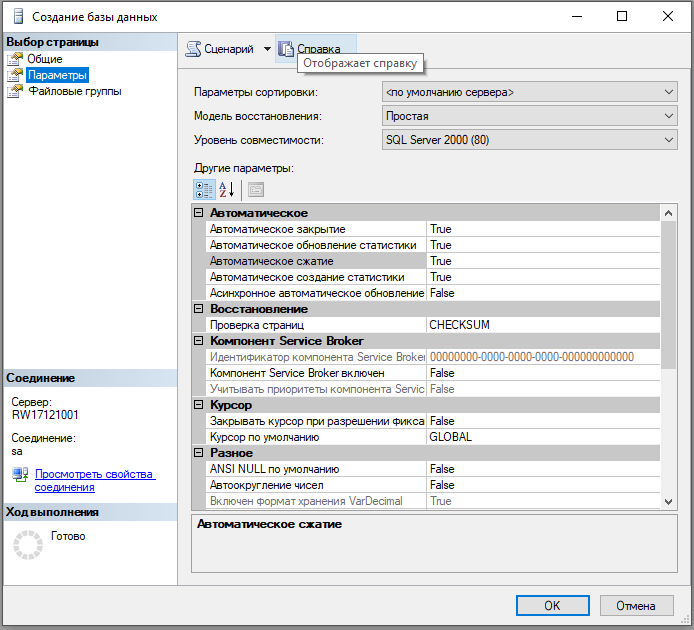 Создание базы данных
Выбор страницы
Общие
Параметры
Файловые группы
Сценарий
Справка
Отображает справку
Параметры сортировки:
<по умолчанию сервера>
Модель восстановления:
Простая
Уровень совместимости:
SQL Server 2000 (80)
Другие параметры:
Автоматическое
Автоматическое закрытие True
Автоматическое обновление статистики True
Автоматическое сжатие True
Автоматическое создание статистики True
Асинхронное автоматическое обновление False
Восстановление
Проверка страниц CHECKSUM
Компонент Service Broker
Идентификатор компонента Service Broker 00000000-0000-0000-0000-000000000000
Компонент Service Broker включен False
Учитывать приоритеты компонента Servic False
Курсор
Закрывать курсор при разрешении фикса False
Курсор по умолчанию GLOBAL
Разное
ANSI NULL по умолчанию False
Автоокругление чисел False
Включен формат хранения VarDecimal True
Автоматическое сжатие
Соединение
Сервер:
RW17121001
Соединение:
sa
Просмотреть свойства
соединения
Ход выполнения
Готово
OK
Отмена